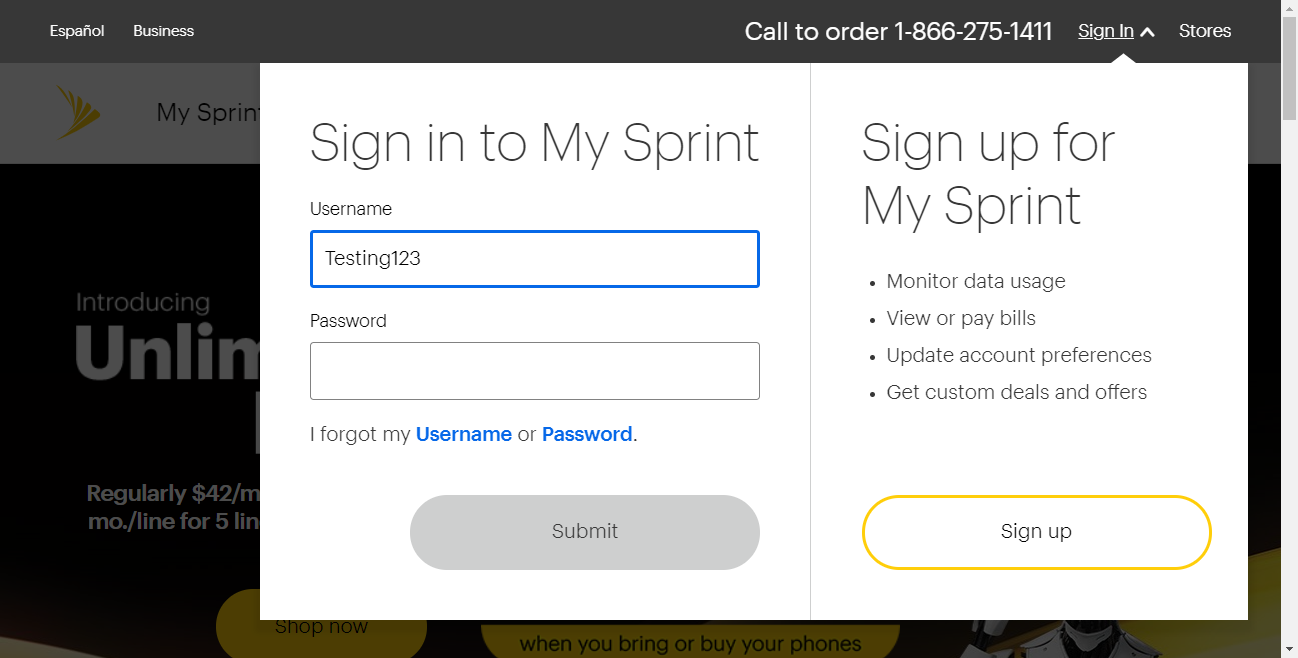 Español Business Call to order 1-866-275-1411 Sign In Stores
My Sprint
Sign in to My Sprint
Username
Testing123
Password
I forgot my Username or Password.
Submit
Sign up for
My Sprint
Monitor data usage
View or pay bills
Update account preferences
Get custom deals and offers
Sign up
Introducing
Regularly $42/m
mo./line for 5 lin
Shop now
when you bring or buy your phones